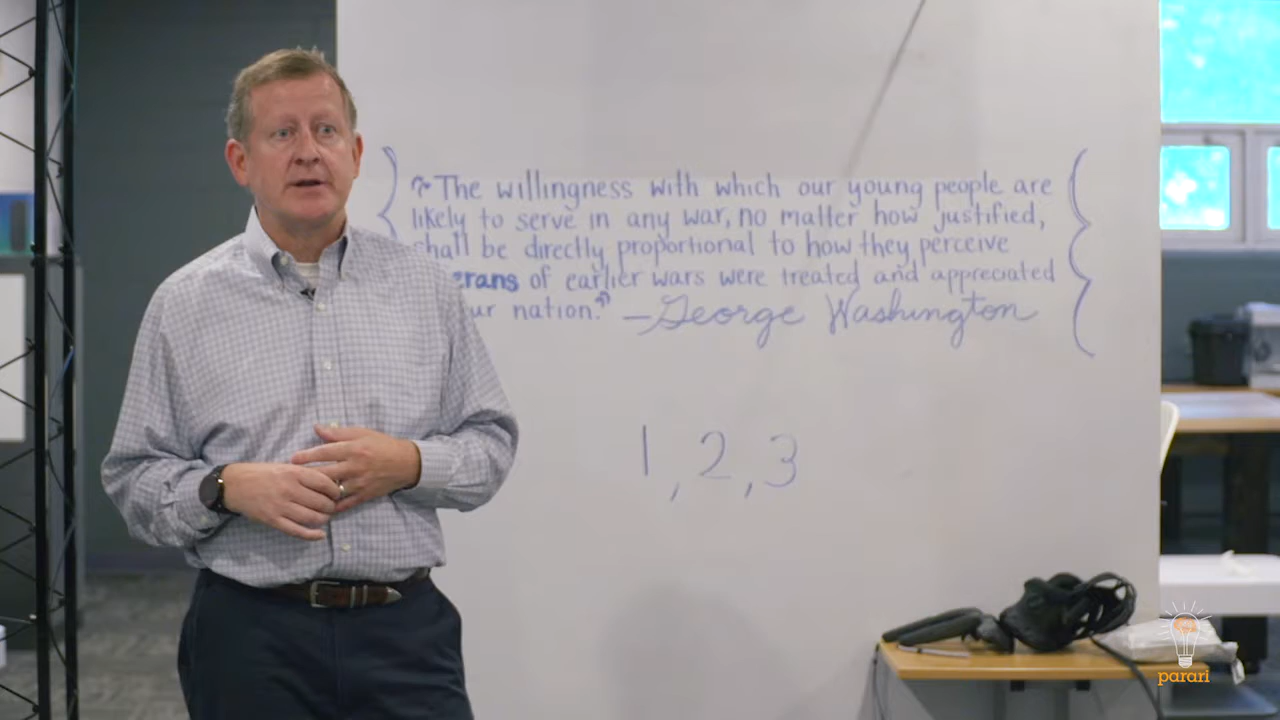 "The willingness with which our young people are
likely to serve in any war, no matter how justified,
shall be directly proportional to how they perceive
erans of earlier wars were treated and appreciated
ur nation." -George Washington
1, 2, 3
parari